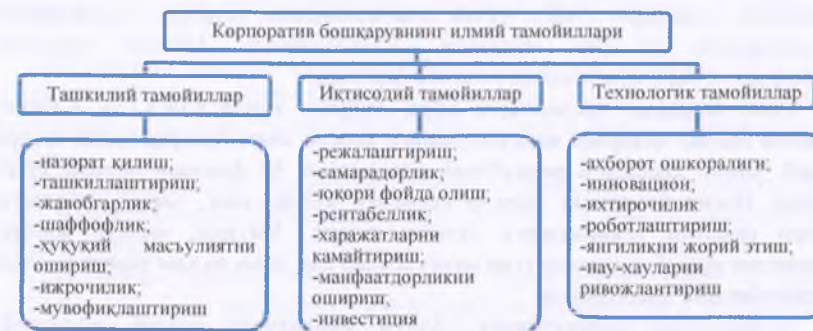 Корпоратив бошқарувнинг илмий тамойиллари
Ташкилий тамойиллар
-назорат қилиш;
-ташкиллаштириш;
-жавобгарлик;
-шаффофлик;
-ҳуқуқий масъулиятни
ошириш;
-ижрочилик;
-мувофиқлаштириш
Иқтисодий тамойиллар
-режалаштириш;
-самарадорлик;
-юқори фойда олиш;
-рентабеллик;
-харажатларни
камайтириш;
-манфаатдорликни
ошириш;
-инвестиция
Технологик тамойиллар
-ахборот ошкоралиги;
-инновацион;
-ихтирочилик
-роботлаштириш;
-янгиликни жорий этиш;
-нау-хауларни
ривожлантириш